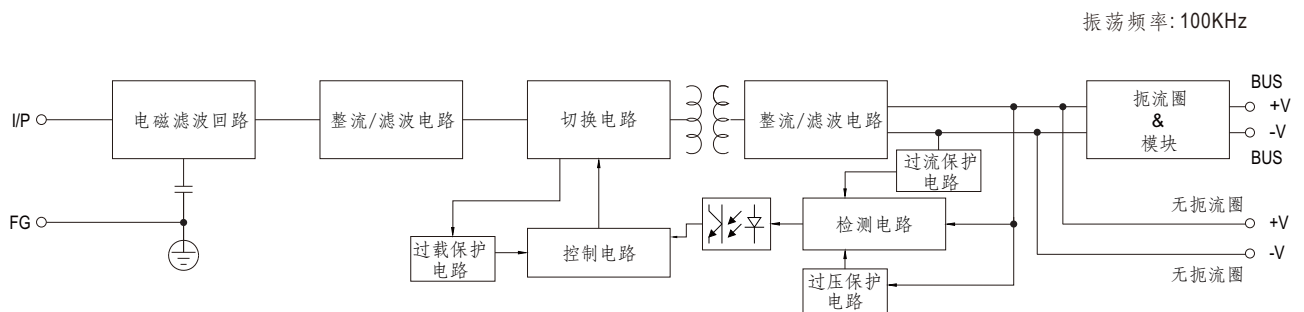 振荡频率: 100KHz
I/P
电磁滤波回路
整流/滤波电路
切换电路
整流/滤波电路
扼流圈
&
模块
BUS
+V
-V
BUS
过流保护
电路
FG
过载保护
电路
控制电路
检测电路
过压保护
电路
无扼流圈
+V
-V
无扼流圈